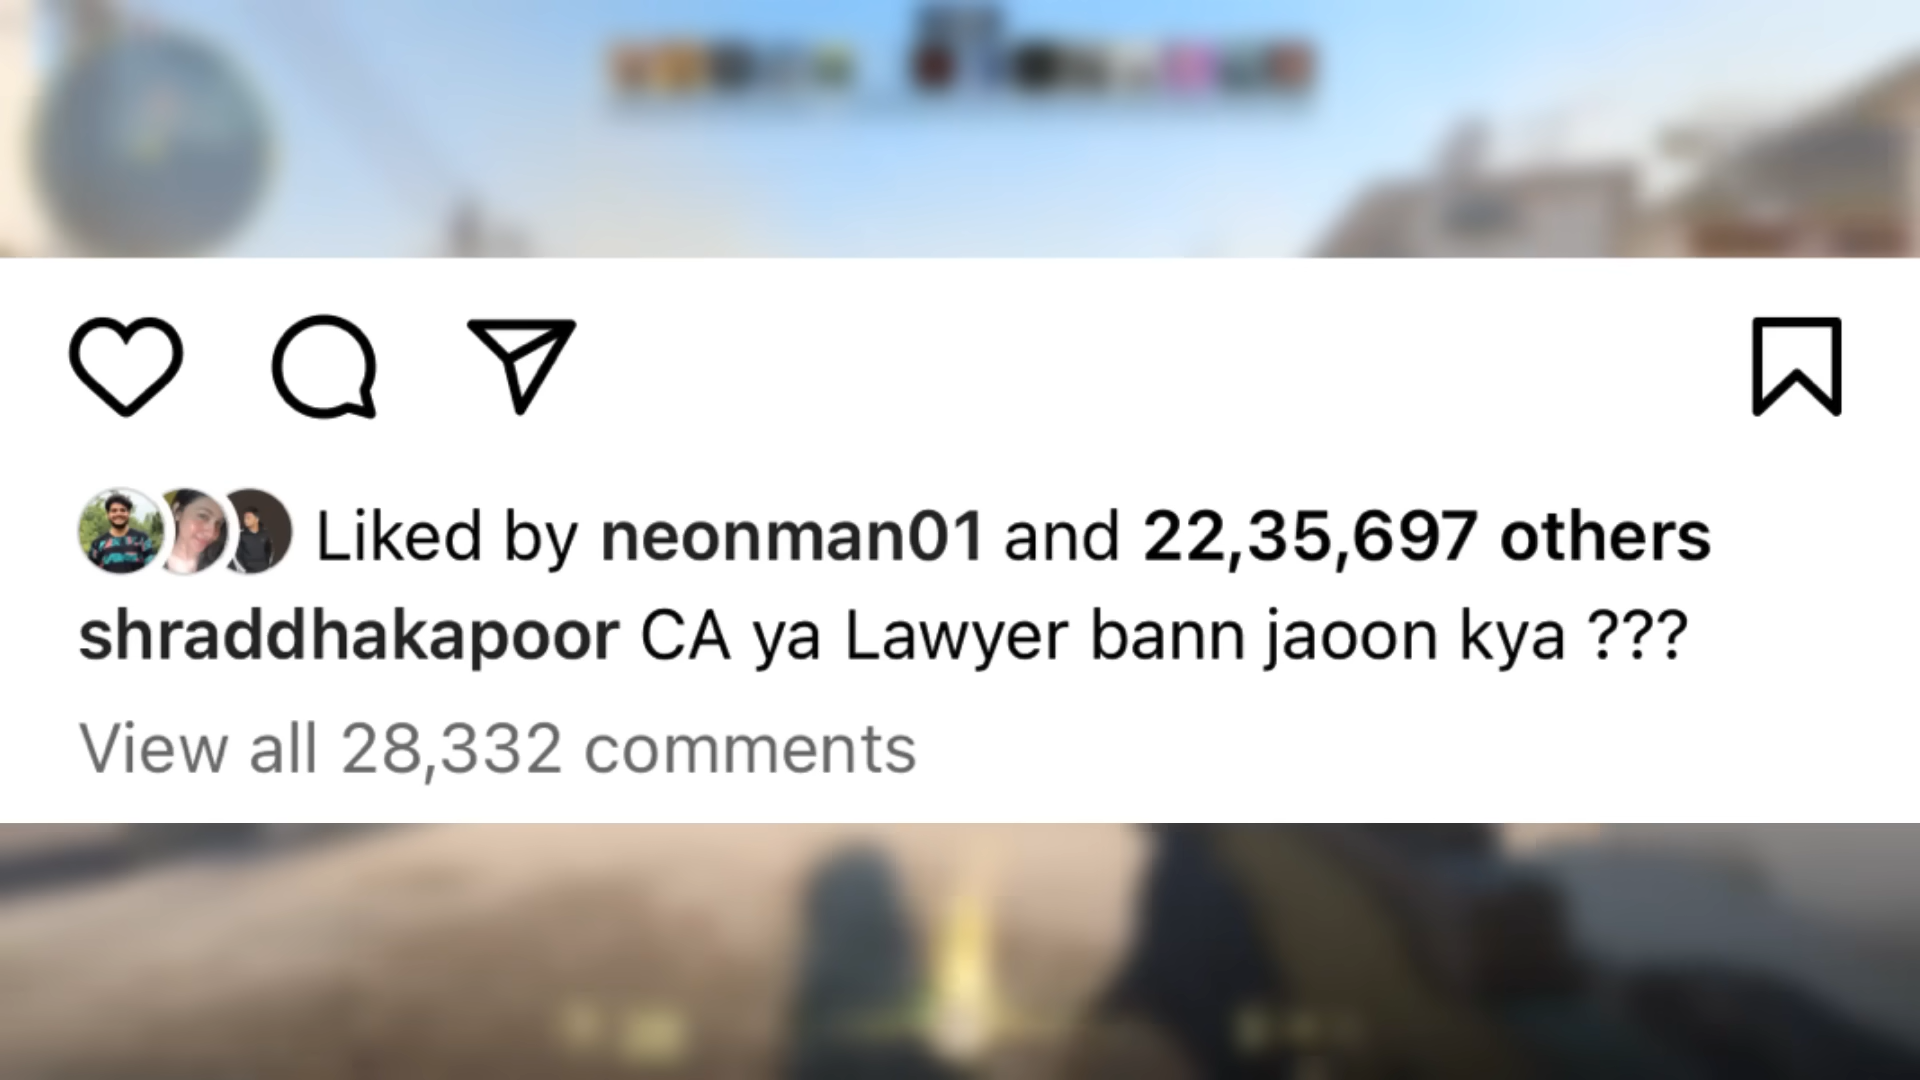 Liked by neonman01 and 22,35,697 others
shraddhakapoor CA ya Lawyer bann jaoon kya ???
View all 28,332 comments